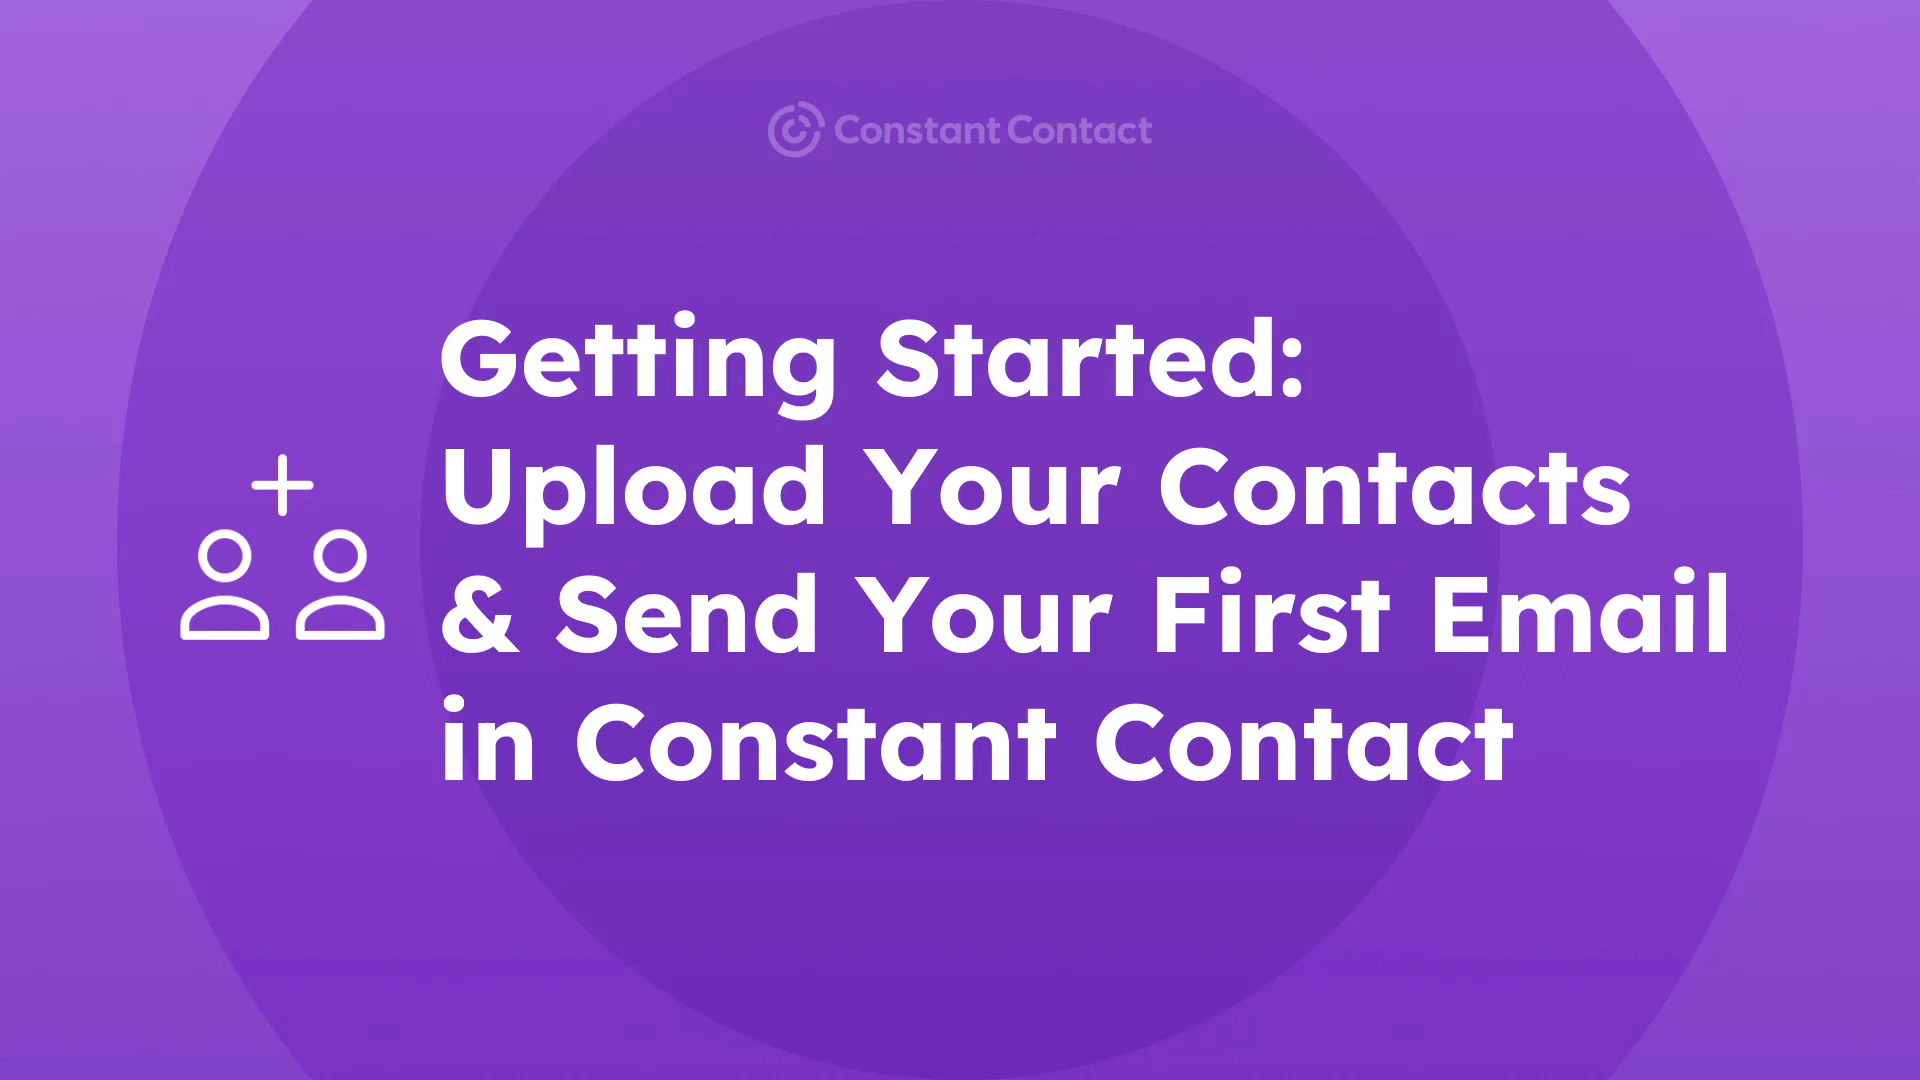 Constant Contact
Getting Started:
Upload Your Contacts
& Send Your First Email
in Constant Contact